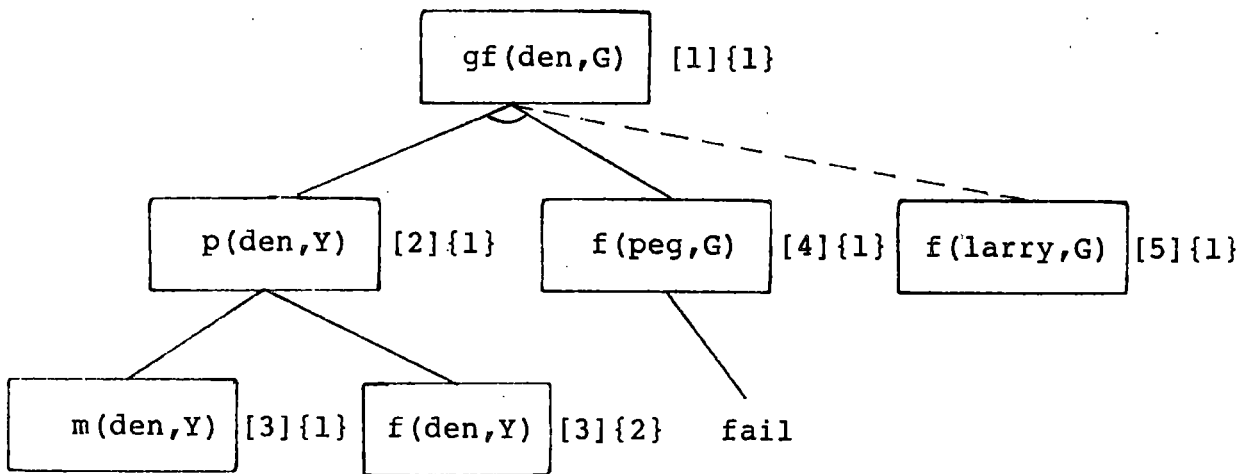 gf(den,G) [1]{1}
p(den,Y) [2]{1} f(peg,G) [4]{1} f(larry,G) [5]{1}
m(den,Y) [3]{1} f(den,Y) [3]{2} fail